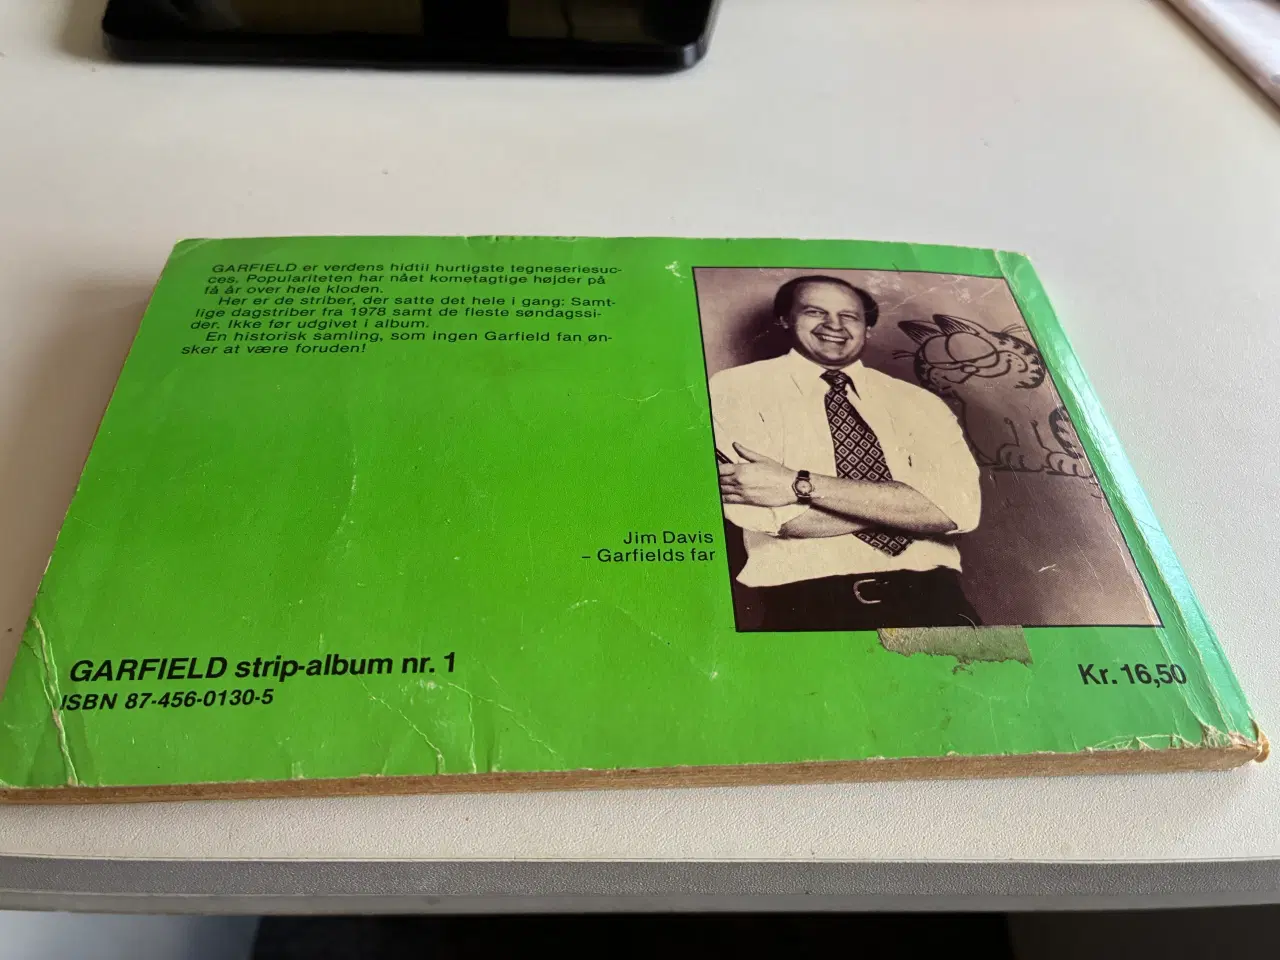 GARFIELD er verdens hidtil hurtigste tegneseriesuc-
ces. Populariteten har nået kometagtige højder på
få år over hele kloden.
Her er de striber, der satte det hele i gang: Samt-
lige dagstriber fra 1978 samt de fleste søndagssi-
der. Ikke før udgivet i album.
En historisk samling, som ingen Garfield fan øn-
sker at være foruden!
Jim Davis
– Garfields far
GARFIELD strip-album nr. 1
ISBN 87-456-0130-5
Kr. 16,50